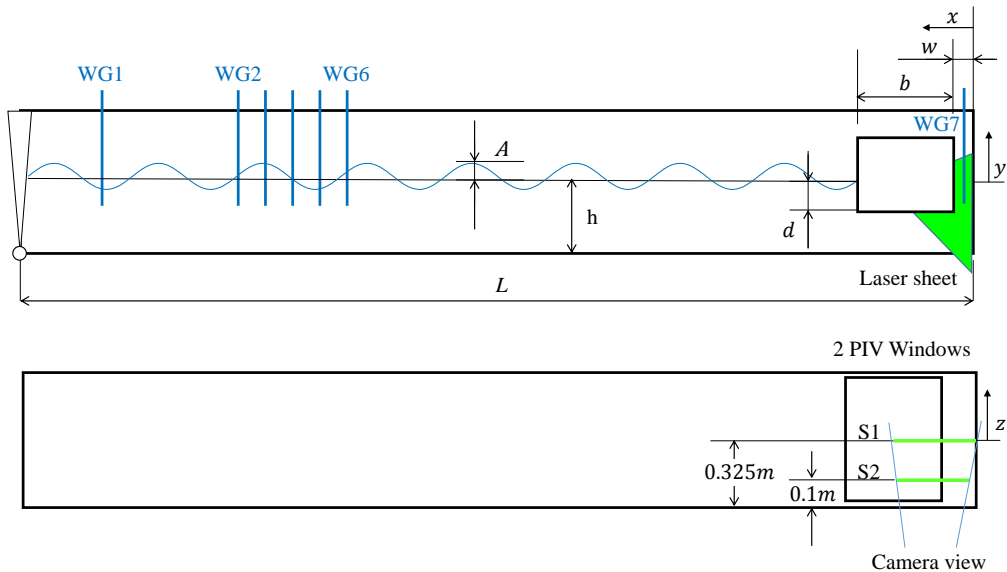 x
w
WG1
WG2
WG6
b
WG7
A
y
h
d
Laser sheet
L
2 PIV Windows
z
S1
0.325m
S2
0.1m
Camera view